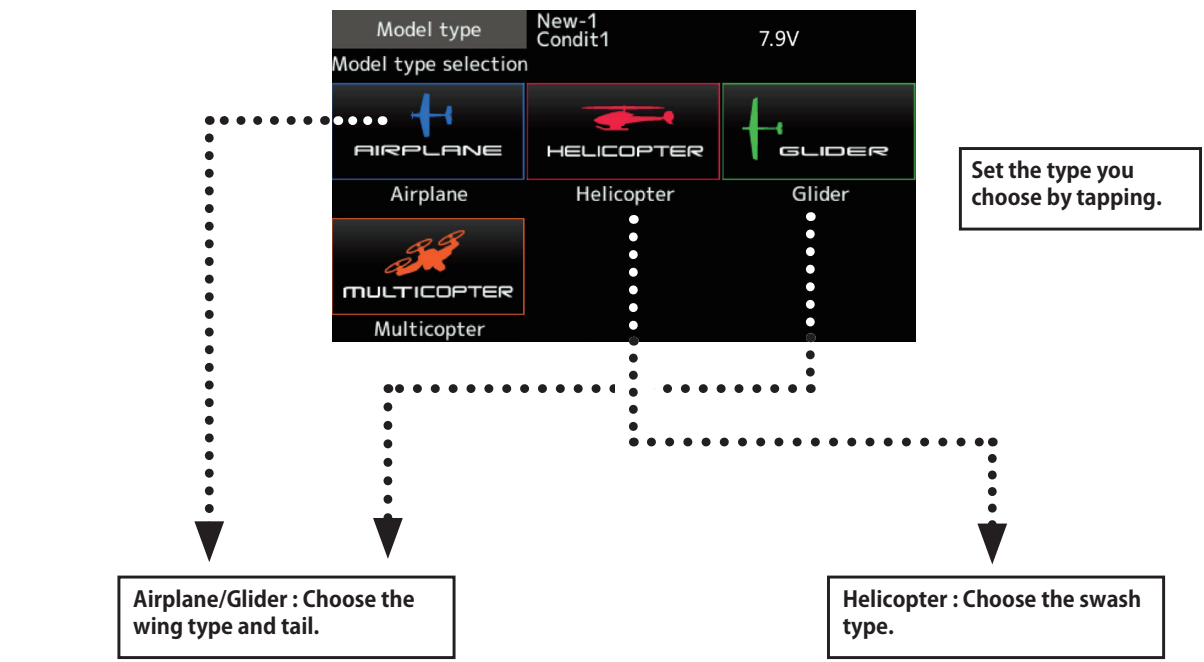 Model type
New-1
Condit1
7.9V
Model type selection
AIRPLANE
HELICOPTER
GLIDER
Airplane
Helicopter
Glider
Set the type you
choose by tapping.
MULTICOPTER
Multicopter
Airplane/Glider : Choose the
wing type and tail.
Helicopter : Choose the swash
type.